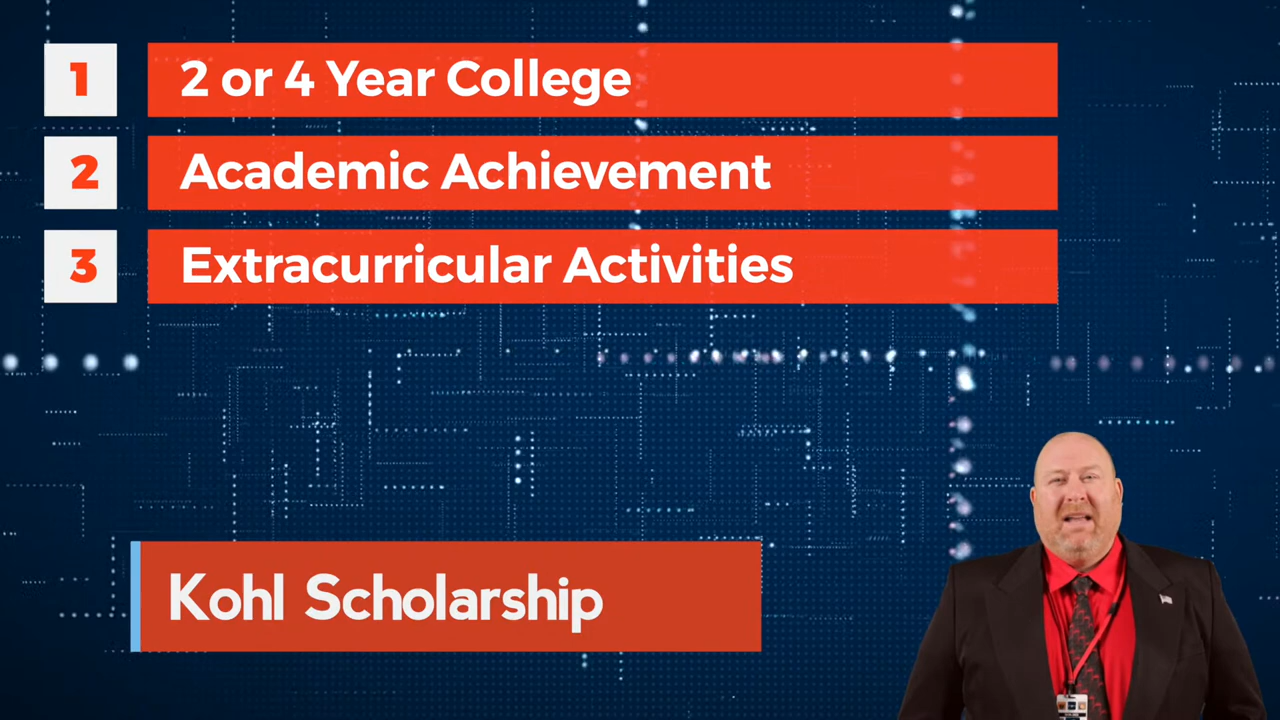 1
2 or 4 Year College
2
Academic Achievement
3
Extracurricular Activities
Kohl Scholarship